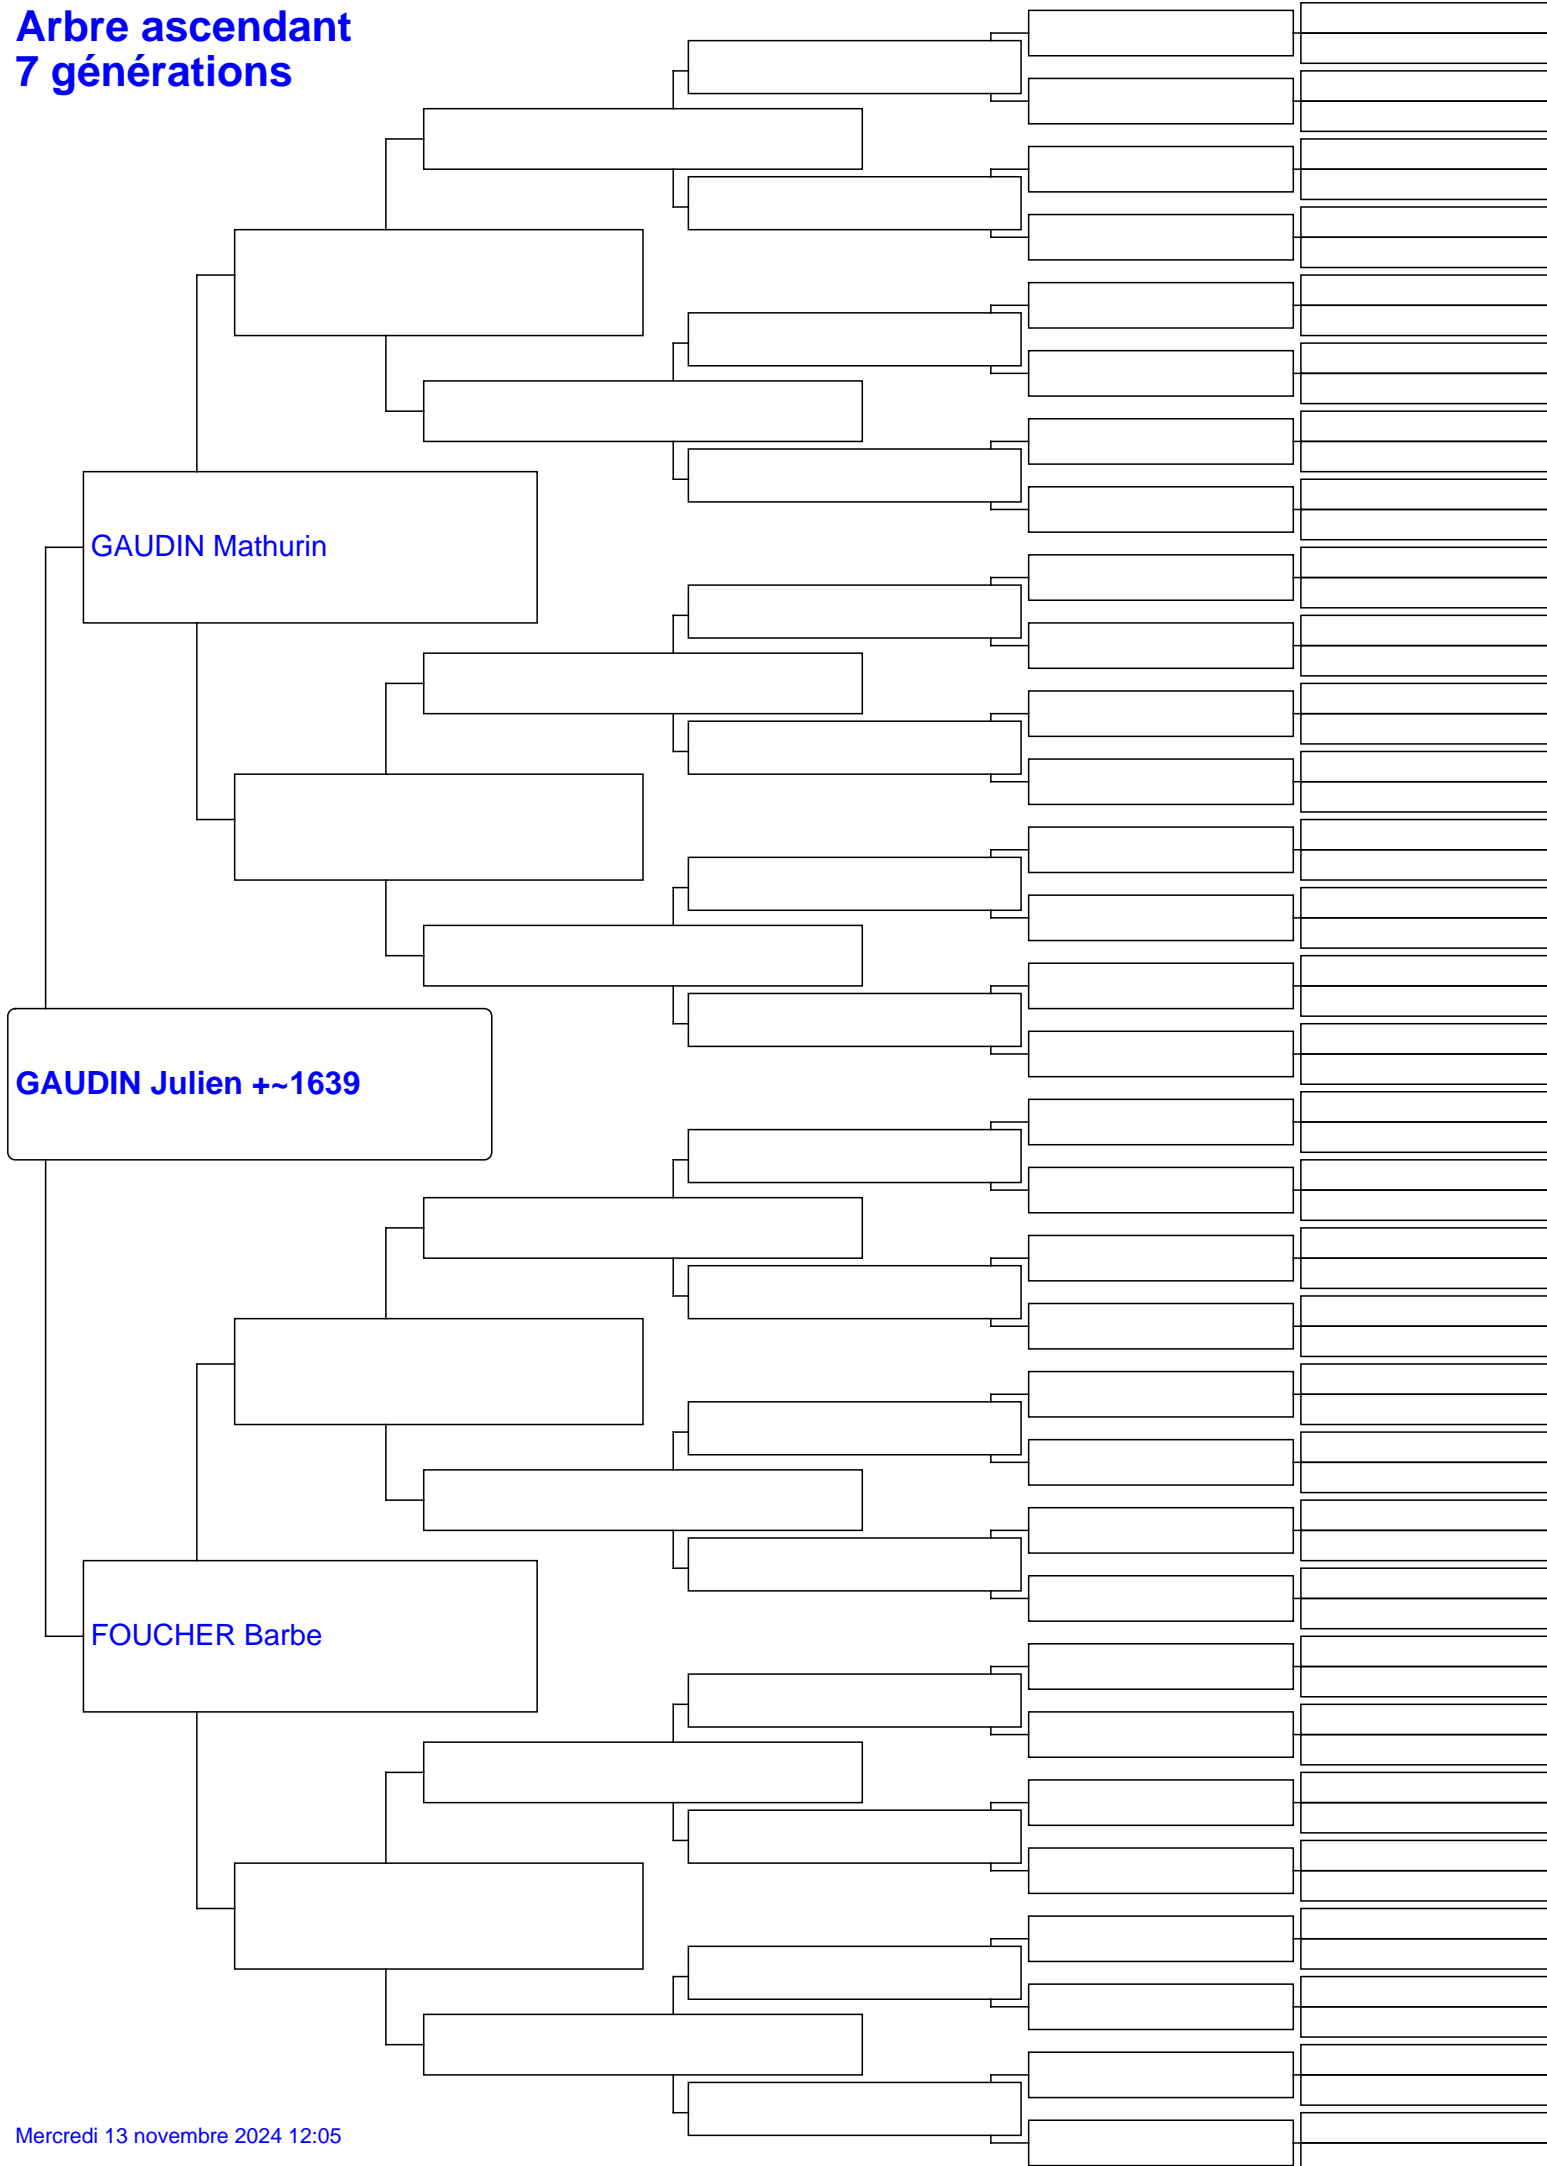 Arbre ascendant
7 générations
GAUDIN Mathurin
GAUDIN Julien +~1639
FOUCHER Barbe
Mercredi 13 novembre 2024 12:05